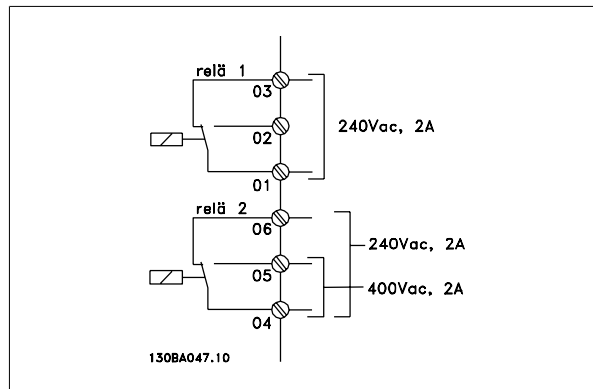 relä 1
03
02
240Vac, 2A
01
relä 2
06
240Vac, 2A
05
400Vac, 2A
04
130BA047.10